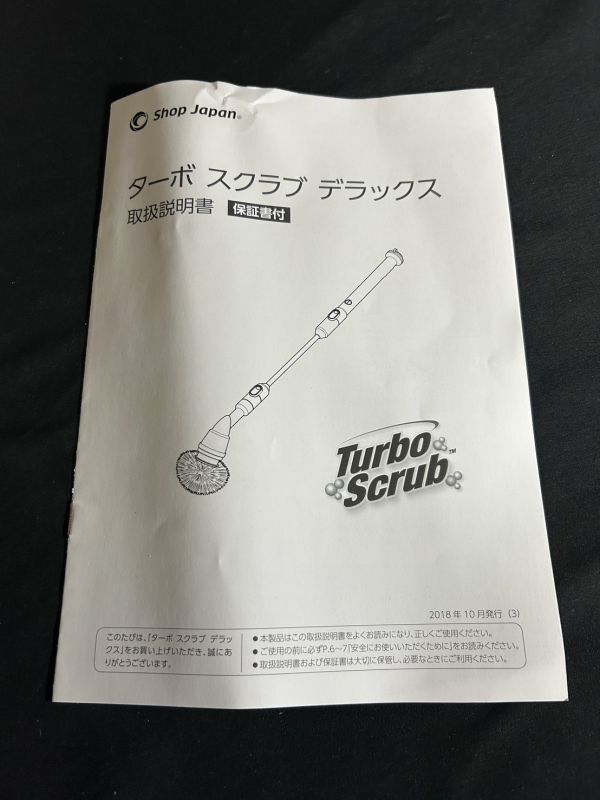 Shop Japan®
ターボ スクラブ デラックス
取扱説明書 保証書付
Turbo
Scrub™
2018年10月発行 (3)
このたびは、「ターボ スクラブ デラッ
クス」をお買い上げいただき、誠にあ
りがとうございます。
● 本製品はこの取扱説明書をよくお読みになり、正しくご使用ください。
● ご使用の前に必ずP.6〜7「安全にお使いいただくために」をお読みください。
● 取扱説明書および保証書は大切に保管し、必要なときにご利用ください。